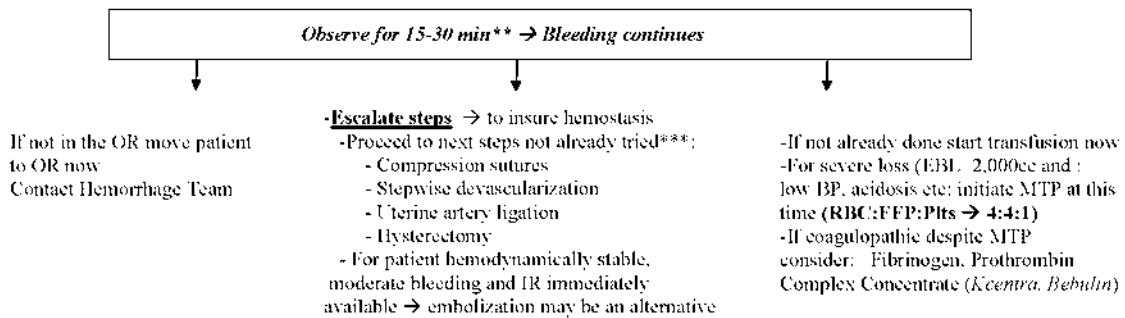 Observe for 15-30 min** → Bleeding continues
If not in the OR move patient
to OR now
Contact Hemorrhage Team
-Escalate steps → to insure hemostasis
-Proceed to next steps not already tried***:
- Compression sutures
- Stepwise devascularization
- Uterine artery ligation
- Hysterectomy
- For patient hemodynamically stable,
moderate bleeding and IR immediately
available → embolization may be an alternative
-If not already done start transfusion now
-For severe loss (EBL 2,000cc and :
low BP, acidosis etc: initiate MTP at this
time (RBC:FFP:Plts → 4:4:1)
-If coagulopathic despite MTP
consider: Fibrinogen, Prothrombin
Complex Concentrate (Kcentra, Bebulin)